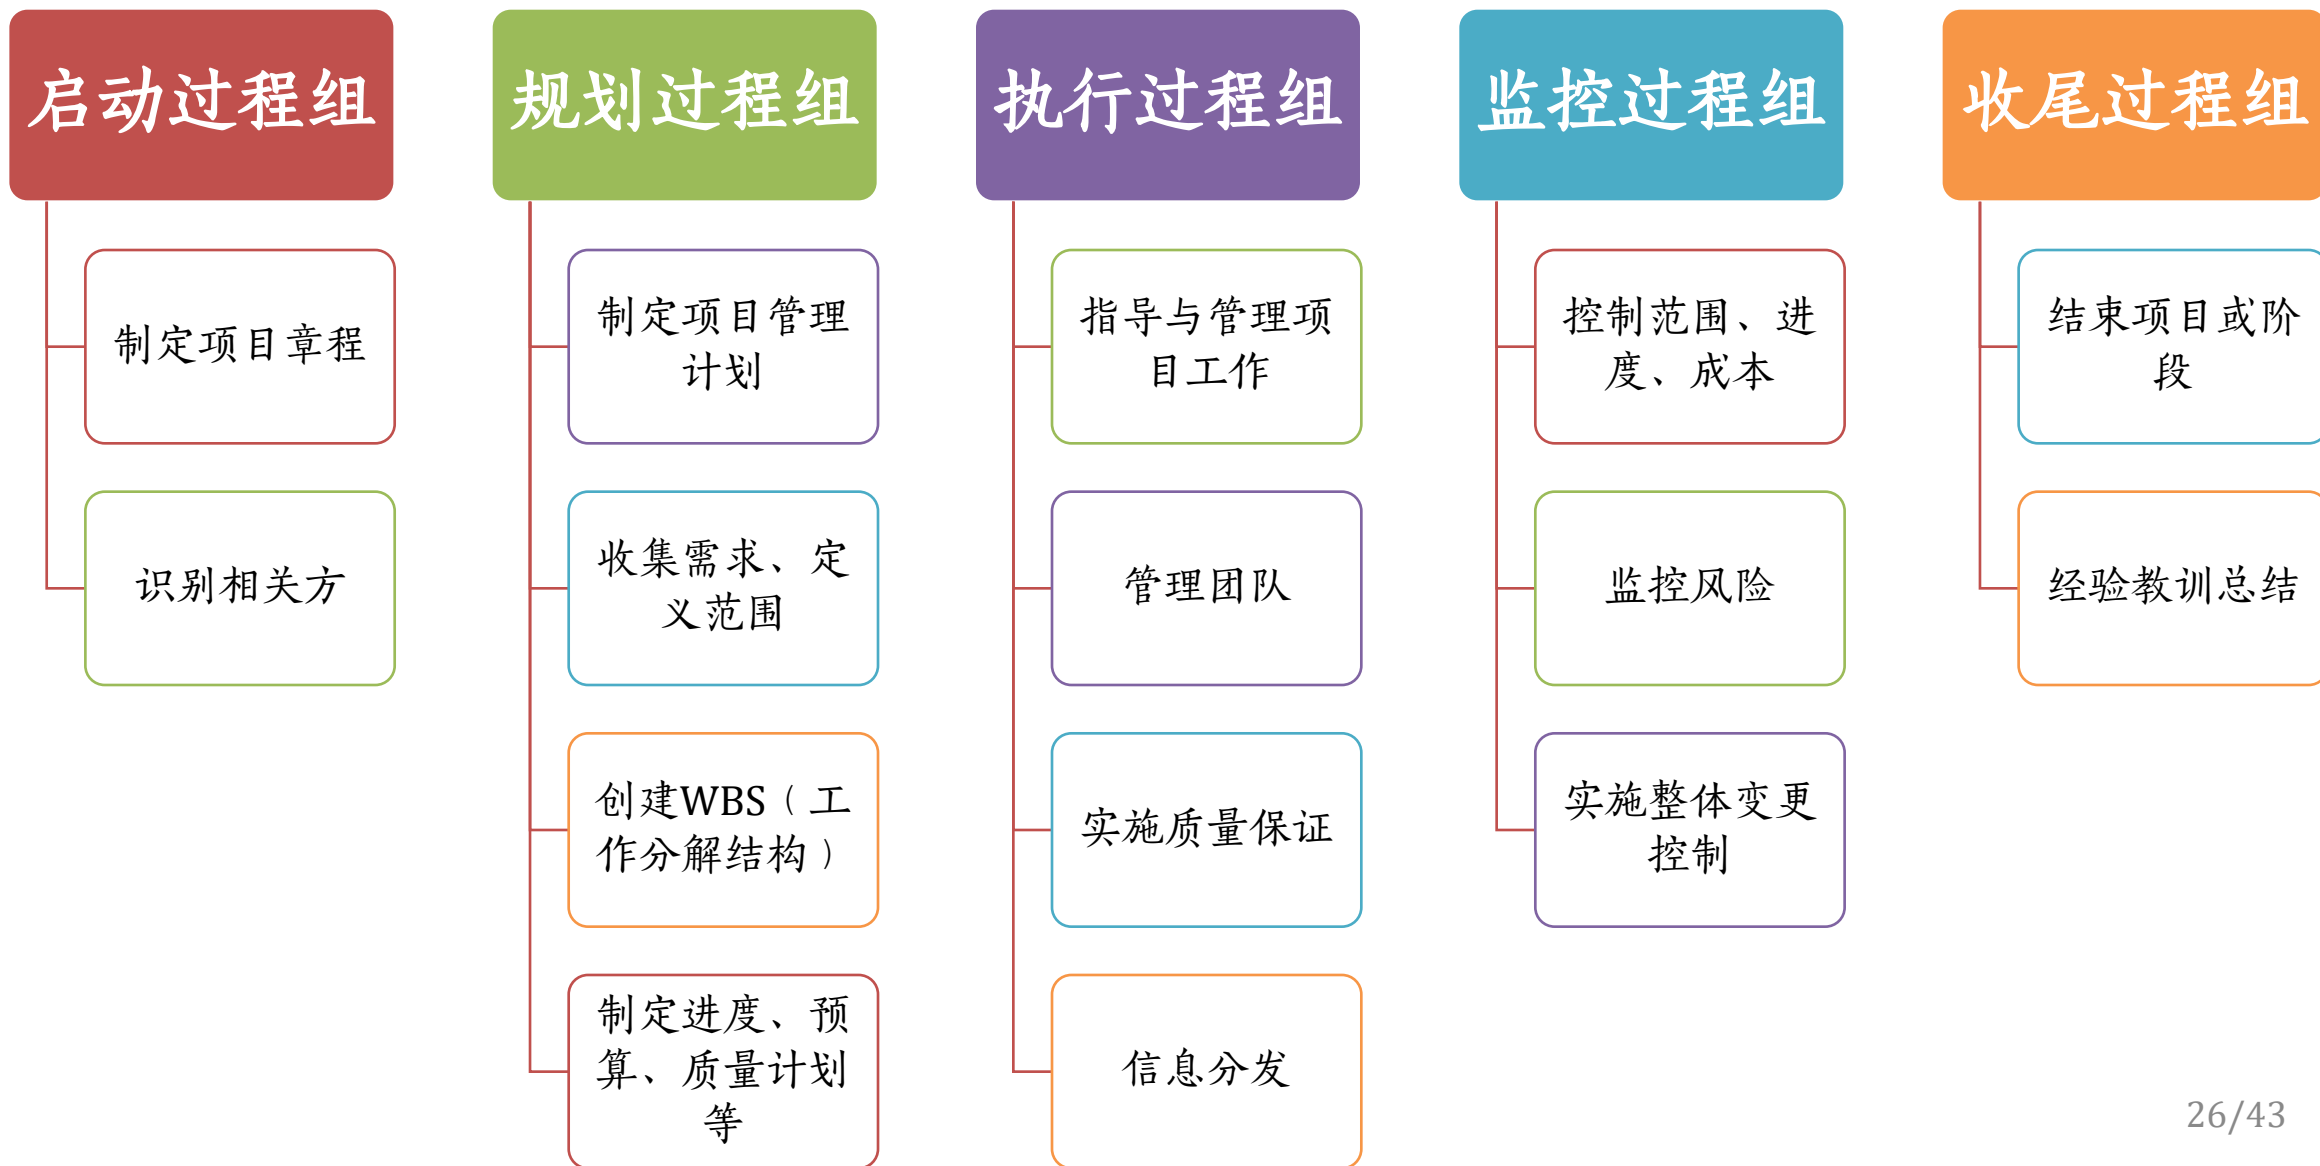 启动过程组
制定项目章程
识别相关方
规划过程组
制定项目管理
计划
收集需求、定
义范围
创建WBS（工
作分解结构）
制定进度、预
算、质量计划
等
执行过程组
指导与管理项
目工作
管理团队
实施质量保证
信息分发
监控过程组
控制范围、进
度、成本
监控风险
实施整体变更
控制
收尾过程组
结束项目或阶
段
经验教训总结
26/43